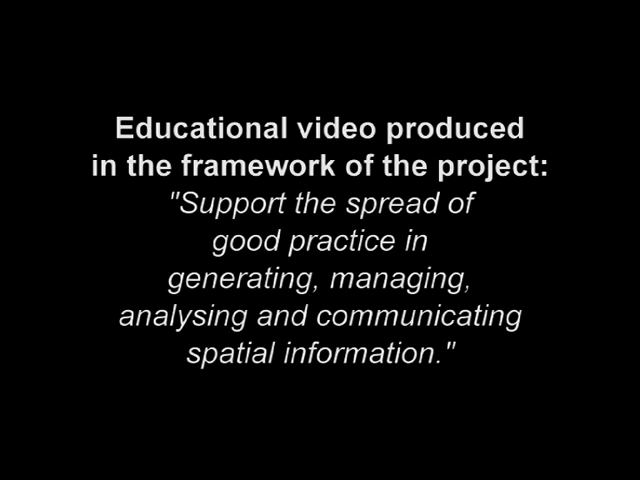 Educational video produced
in the framework of the project:
"Support the spread of
good practice in
generating, managing,
analysing and communicating
spatial information."